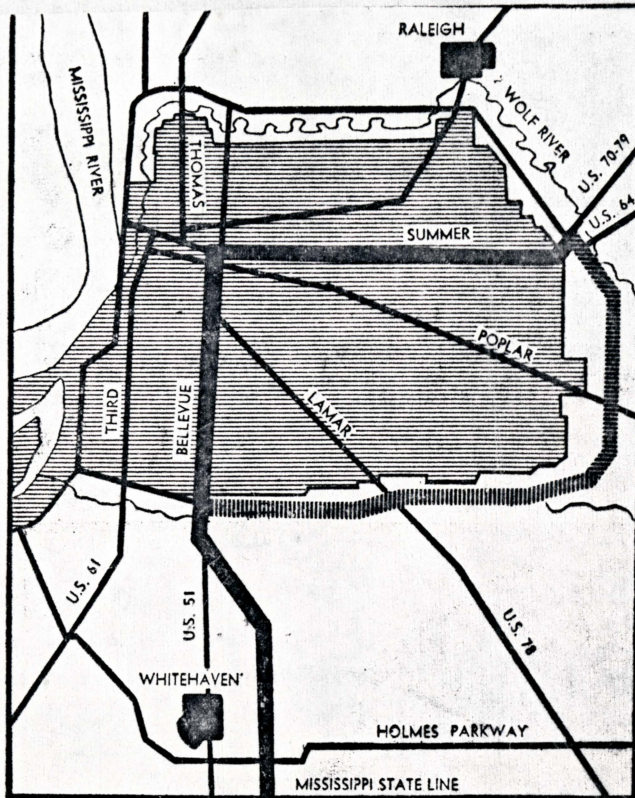 RALEIGH
MISSISSIPPI RIVER
WOLF RIVER
THOMAS
U.S. 70-79
U.S. 64
SUMMER
POPLAR
THIRD
BELLEVUE
LAMAR
U.S. 61
U.S. 51
U.S. 78
WHITEHAVEN
HOLMES PARKWAY
MISSISSIPPI STATE LINE